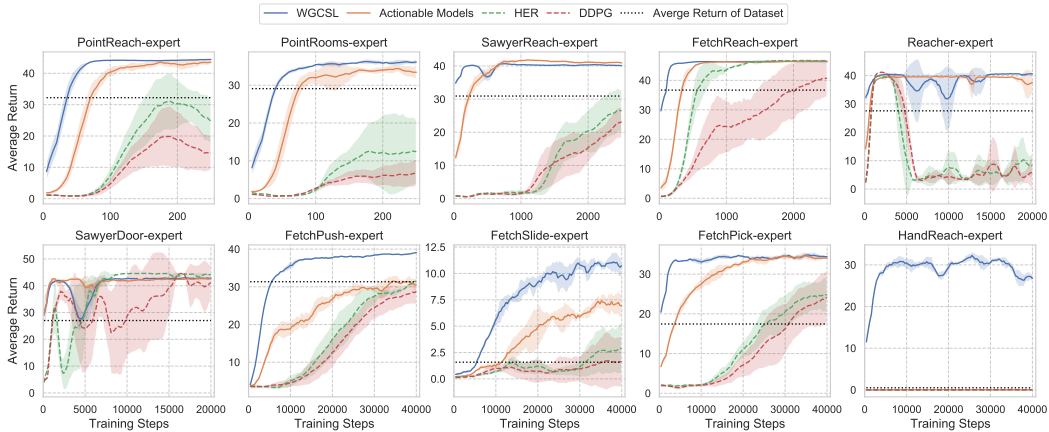 WGCSL Actionable Models HER DDPG Averge Return of Dataset
PointReach-expert PointRooms-expert SawyerReach-expert FetchReach-expert Reacher-expert
Average Return
40
30
20
10
0
0 100 200
30
20
10
0
0 100 200
40
30
20
10
0
0 1000 2000
40
30
20
10
0
0 1000 2000
40
30
20
10
0
0 5000 10000 15000 20000
SawyerDoor-expert FetchPush-expert FetchSlide-expert FetchPick-expert HandReach-expert
Average Return
50
40
30
20
10
0
0 5000 10000 15000 20000
Training Steps
40
30
20
10
0 10000 20000 30000 40000
Training Steps
12.5
10.0
7.5
5.0
2.5
0.0
0 10000 20000 30000 40000
Training Steps
30
20
10
0
0 10000 20000 30000 40000
Training Steps
30
20
10
0
0 10000 20000 30000 40000
Training Steps